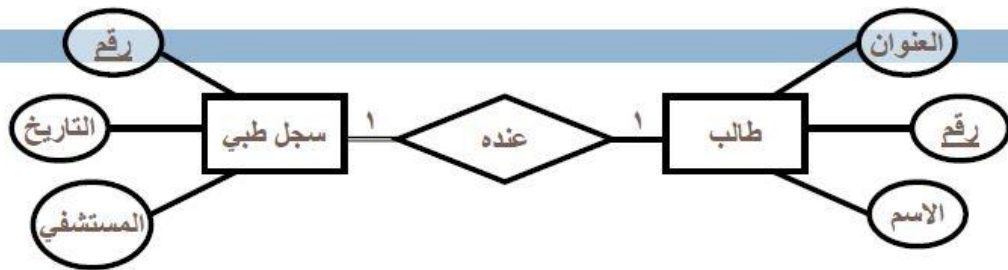 العنوان
رقم
رقم
التاريخ
سجل طبي
١
عنده
١
طالب
المستشفي
الاسم